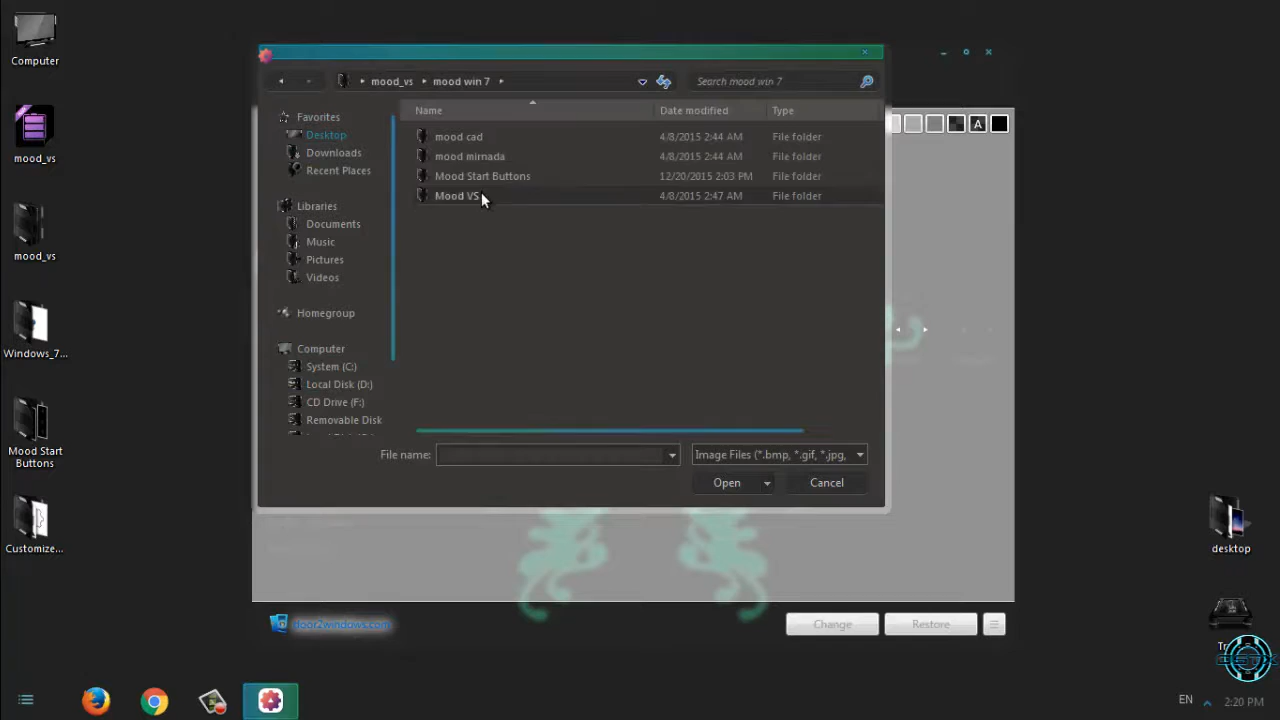 Computer
mood_vs
mood_vs
Windows_7...
Mood Start
Buttons
Customize...
mood_vs
mood win 7
Search mood win 7
Favorites
Desktop
Downloads
Recent Places
Libraries
Documents
Music
Pictures
Videos
Homegroup
Computer
System (C:)
Local Disk (D:)
CD Drive (F:)
Removable Disk
Name
Date modified
Type
mood cad
4/8/2015 2:44 AM
File folder
mood mirnada
4/8/2015 2:44 AM
File folder
Mood Start Buttons
12/20/2015 2:03 PM
File folder
Mood VS
4/8/2015 2:47 AM
File folder
File name:
Image Files (*.bmp, *.gif, *.jpg,
Open
Cancel
A
door2windows.com
Change
Restore
desktop
EN
2:20 PM